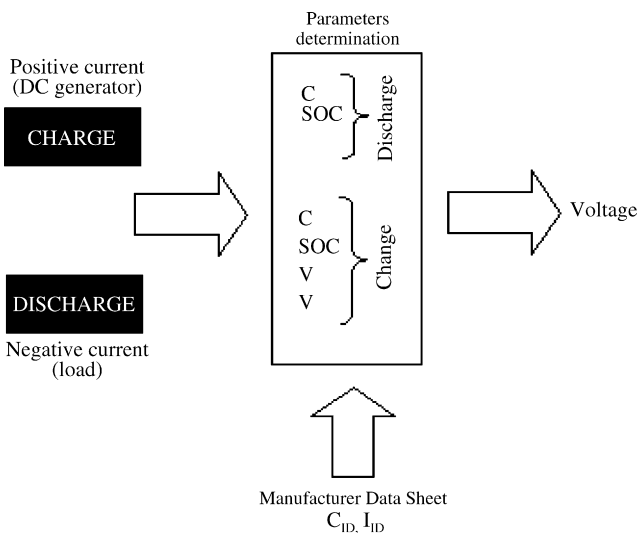 Parameters
determination
Positive current
(DC generator)
CHARGE
DISCHARGE
Negative current
(load)
C
SOC
Discharge
C
SOC
V
V
Change
Voltage
Manufacturer Data Sheet
C_ID, I_ID